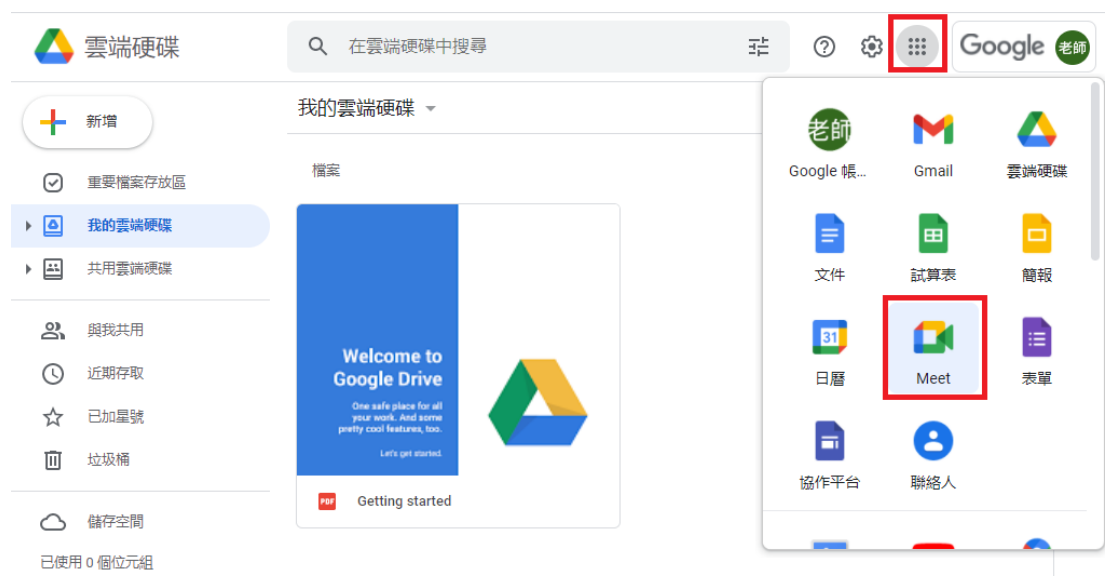 雲端硬碟
在雲端硬碟中搜尋
Google 老師
新增
我的雲端硬碟
檔案
重要檔案存放區
我的雲端硬碟
共用雲端硬碟
與我共用
近期存取
已加星號
垃圾桶
儲存空間
已使用 0 個位元組
Welcome to
Google Drive
One safe place for all
your work. And some
pretty cool features, too.
Let's get started.
PDF Getting started
老師
Google 帳... Gmail 雲端硬碟
文件 試算表 簡報
31
日曆 Meet 表單
協作平台 聯絡人